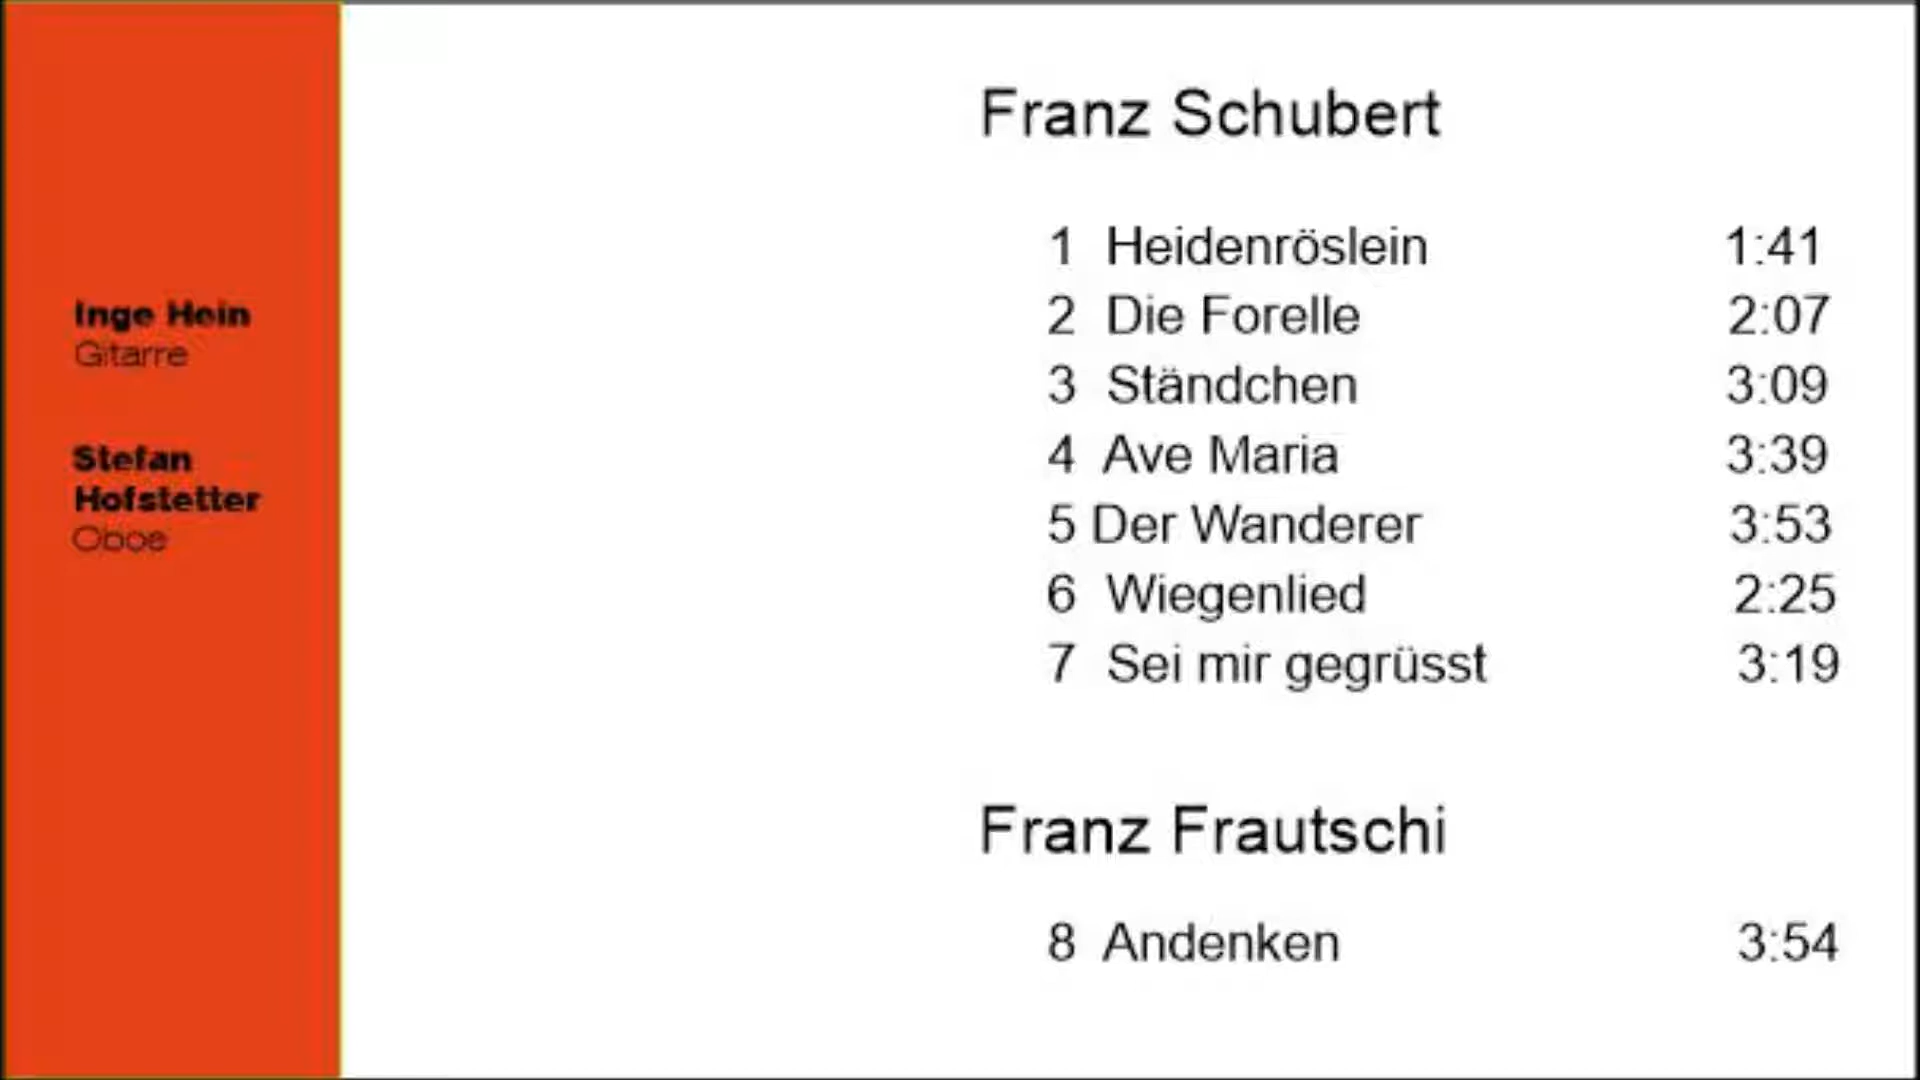 Inge Hein
Gitarre
Stefan
Hofstetter
Oboe
Franz Schubert
1 Heidenröslein 1:41
2 Die Forelle 2:07
3 Ständchen 3:09
4 Ave Maria 3:39
5 Der Wanderer 3:53
6 Wiegenlied 2:25
7 Sei mir gegrüsst 3:19
Franz Frautschi
8 Andenken 3:54